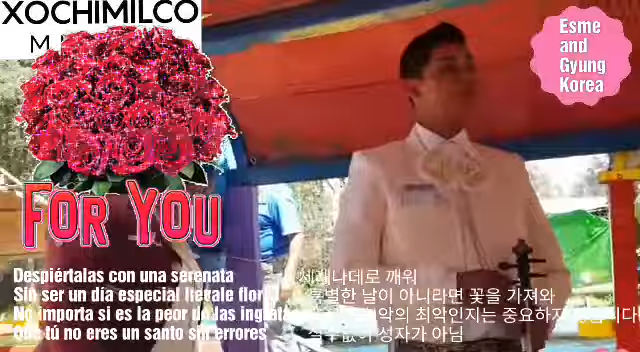 XOCHIMILCO
FOR YOU
Esme
and
Gyung
Korea
Despiértalas con una serenata
Sin ser un día especial llevale flor
No importa si es la peor de las ingrata
Que tú no eres un santo sin errores
세레나데로 깨워
특별한 날이 아니라면 꽃을 가져와
최악인지는 중요하지
성자가 아님